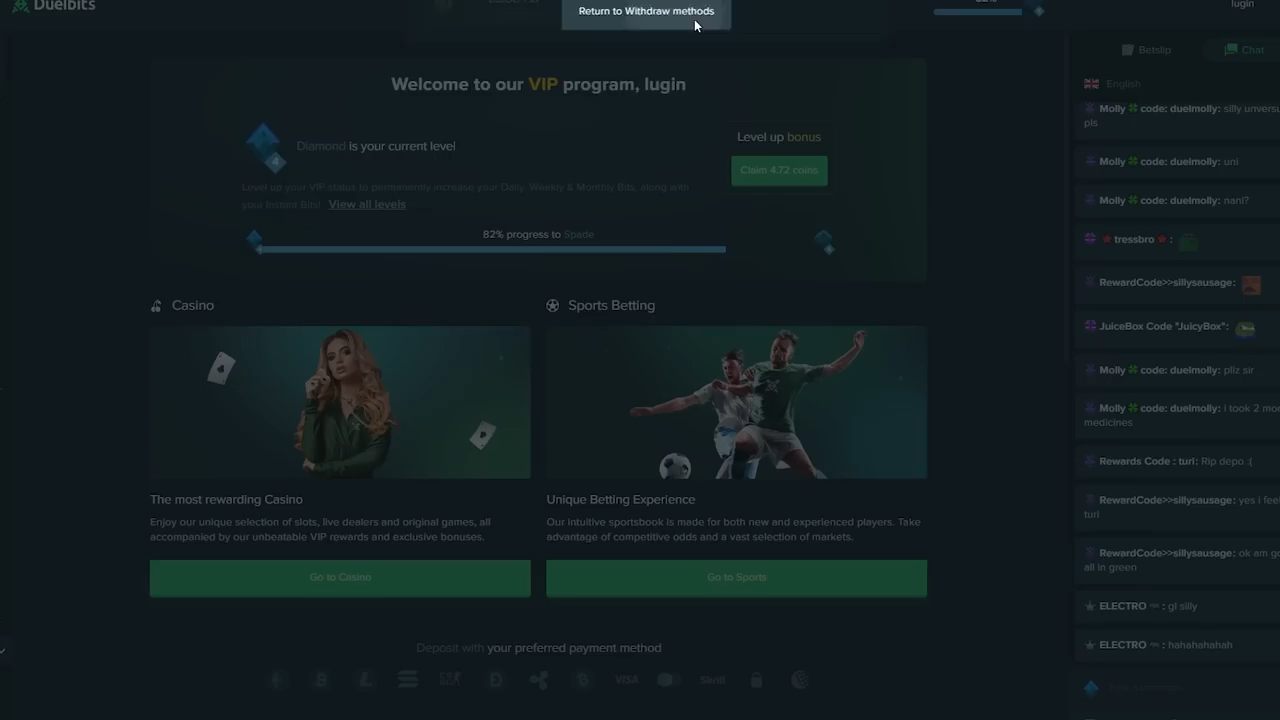 Duelbits
Return to Withdraw methods
82%
lugin
Betslip
Chat
English
Welcome to our VIP program, lugin
Diamond is your current level
Level up your VIP status to permanently increase your Daily, Weekly & Monthly Bits, along with
your Instant Bits! View all levels
Level up bonus
Claim 4.72 coins
82% progress to Spade
Casino
Sports Betting
The most rewarding Casino
Enjoy our unique selection of slots, live dealers and original games, all
accompanied by our unbeatable VIP rewards and exclusive bonuses.
Go to Casino
Unique Betting Experience
Our intuitive sportsbook is made for both new and experienced players. Take
advantage of competitive odds and a vast selection of markets.
Go to Sports
Deposit with your preferred payment method
VISA
Skrill
Molly code: duelmolly: silly unvers
pls
Molly code: duelmolly: uni
Molly code: duelmolly: nani?
tressbro :
RewardCode>>sillysausage:
JuiceBox Code "JuicyBox":
Molly code: duelmolly: pliz sir
Molly code: duelmolly: i took 2 mo
medicines
Rewards Code : turi: Rip depo :(
RewardCode>>sillysausage: yes i fee
turi
RewardCode>>sillysausage: ok am go
all in green
ELECTRO : gl silly
ELECTRO : hahahahahah